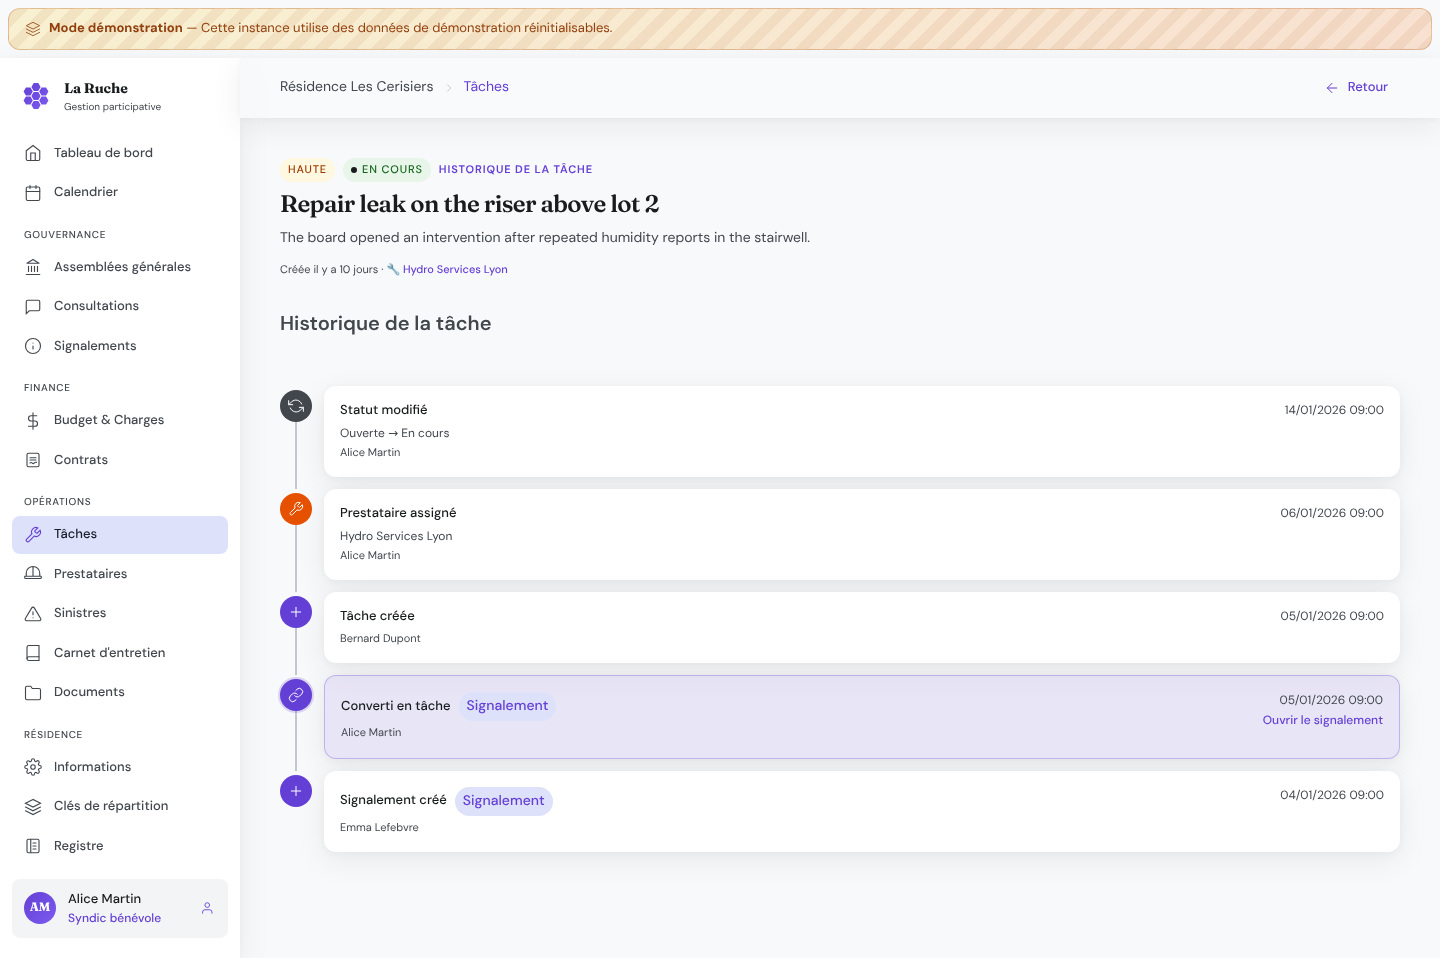 Mode démonstration — Cette instance utilise des données de démonstration réinitialisables.
La Ruche
Gestion participative
Tableau de bord
Calendrier
GOUVERNANCE
Assemblées générales
Consultations
Signalements
FINANCE
Budget & Charges
Contrats
OPÉRATIONS
Tâches
Prestataires
Sinistres
Carnet d'entretien
Documents
RÉSIDENCE
Informations
Clés de répartition
Registre
AM
Alice Martin
Syndic bénévole
Résidence Les Cerisiers > Tâches
← Retour
HAUTE EN COURS HISTORIQUE DE LA TÂCHE
Repair leak on the riser above lot 2
The board opened an intervention after repeated humidity reports in the stairwell.
Créée il y a 10 jours · 🔧 Hydro Services Lyon
Historique de la tâche
Statut modifié 14/01/2026 09:00
Ouverte → En cours
Alice Martin
Prestataire assigné 06/01/2026 09:00
Hydro Services Lyon
Alice Martin
Tâche créée 05/01/2026 09:00
Bernard Dupont
Converti en tâche Signalement 05/01/2026 09:00
Ouvrir le signalement
Alice Martin
Signalement créé Signalement 04/01/2026 09:00
Emma Lefebvre